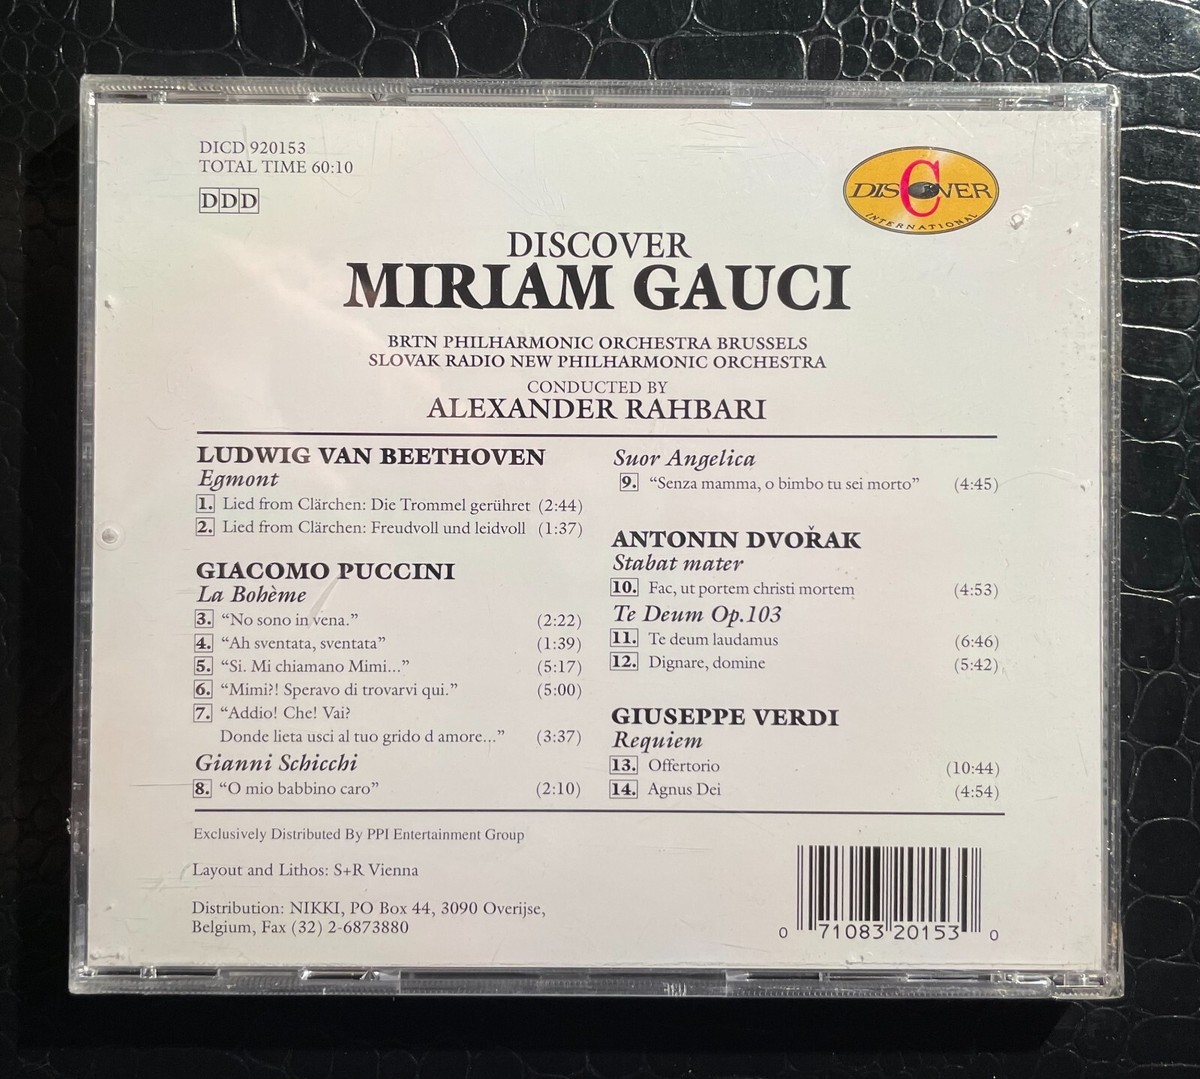 DICD 920153
TOTAL TIME 60:10
DDD
DISCOVER
INTERNATIONAL
DISCOVER
MIRIAM GAUCI
BRTN PHILHARMONIC ORCHESTRA BRUSSELS
SLOVAK RADIO NEW PHILHARMONIC ORCHESTRA
CONDUCTED BY
ALEXANDER RAHBARI
LUDWIG VAN BEETHOVEN
Egmont
1. Lied from Clärchen: Die Trommel gerühret (2:44)
2. Lied from Clärchen: Freudvoll und leidvoll (1:37)
GIACOMO PUCCINI
La Bohème
3. “No sono in vena.” (2:22)
4. “Ah sventata, sventata” (1:39)
5. “Si. Mi chiamano Mimi...” (5:17)
6. “Mimi?! Speravo di trovarvi qui.” (5:00)
7. “Addio! Che! Vai?
Donde lieta usci al tuo grido d amore...” (3:37)
Gianni Schicchi
8. “O mio babbino caro” (2:10)
Suor Angelica
9. “Senza mamma, o bimbo tu sei morto” (4:45)
ANTONIN DVOŘAK
Stabat mater
10. Fac, ut portem christi mortem (4:53)
Te Deum Op.103
11. Te deum laudamus (6:46)
12. Dignare, domine (5:42)
GIUSEPPE VERDI
Requiem
13. Offertorio (10:44)
14. Agnus Dei (4:54)
Exclusively Distributed By PPI Entertainment Group
Layout and Lithos: S+R Vienna
Distribution: NIKKI, PO Box 44, 3090 Overijse,
Belgium, Fax (32) 2-6873880
0 71083 20153 0